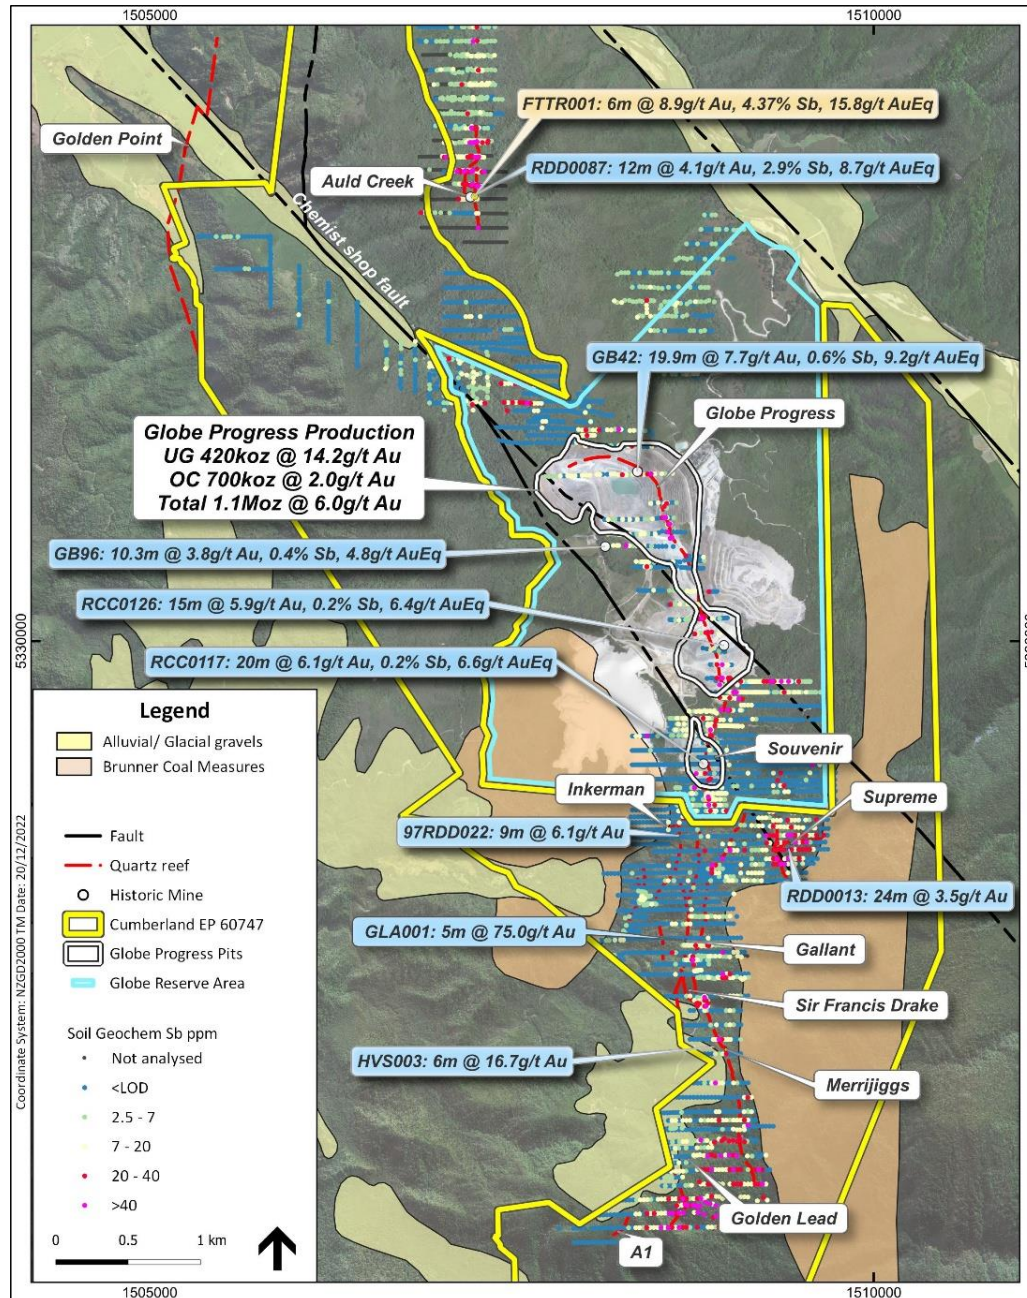 1505000
1510000
FTTR001: 6m @ 8.9g/t Au, 4.37% Sb, 15.8g/t AuEq
Golden Point
RDD0087: 12m @ 4.1g/t Au, 2.9% Sb, 8.7g/t AuEq
Auld Creek
Chemist shop fault
GB42: 19.9m @ 7.7g/t Au, 0.6% Sb, 9.2g/t AuEq
Globe Progress
Globe Progress Production
UG 420koz @ 14.2g/t Au
OC 700koz @ 2.0g/t Au
Total 1.1Moz @ 6.0g/t Au
GB96: 10.3m @ 3.8g/t Au, 0.4% Sb, 4.8g/t AuEq
RCC0126: 15m @ 5.9g/t Au, 0.2% Sb, 6.4g/t AuEq
5330000
5330000
RCC0117: 20m @ 6.1g/t Au, 0.2% Sb, 6.6g/t AuEq
Souvenir
Inkerman
Supreme
97RDD022: 9m @ 6.1g/t Au
RDD0013: 24m @ 3.5g/t Au
GLA001: 5m @ 75.0g/t Au
Gallant
Sir Francis Drake
HVS003: 6m @ 16.7g/t Au
Merrijiggs
Golden Lead
A1
Legend
Alluvial/ Glacial gravels
Brunner Coal Measures
Fault
Quartz reef
Historic Mine
Cumberland EP 60747
Globe Progress Pits
Globe Reserve Area
Soil Geochem Sb ppm
Not analysed
<LOD
2.5 - 7
7 - 20
20 - 40
>40
0 0.5 1 km
Coordinate System: NZGD2000 TM Date: 20/12/2022
1505000
1510000